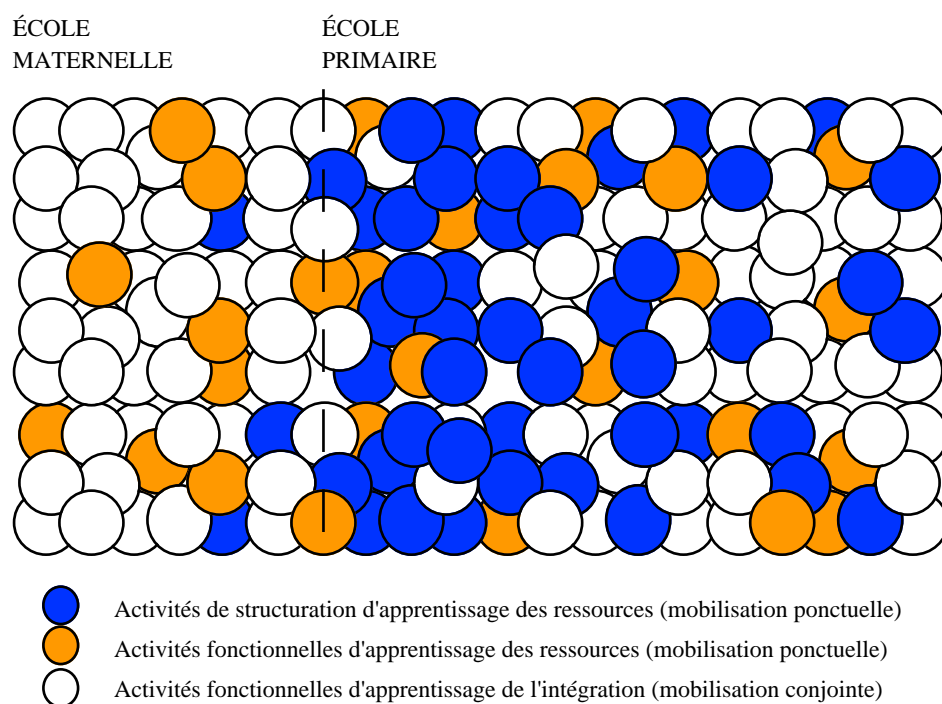 ÉCOLE
MATERNELLE
ÉCOLE
PRIMAIRE
Activités de structuration d'apprentissage des ressources (mobilisation ponctuelle)
Activités fonctionnelles d'apprentissage des ressources (mobilisation ponctuelle)
Activités fonctionnelles d'apprentissage de l'intégration (mobilisation conjointe)